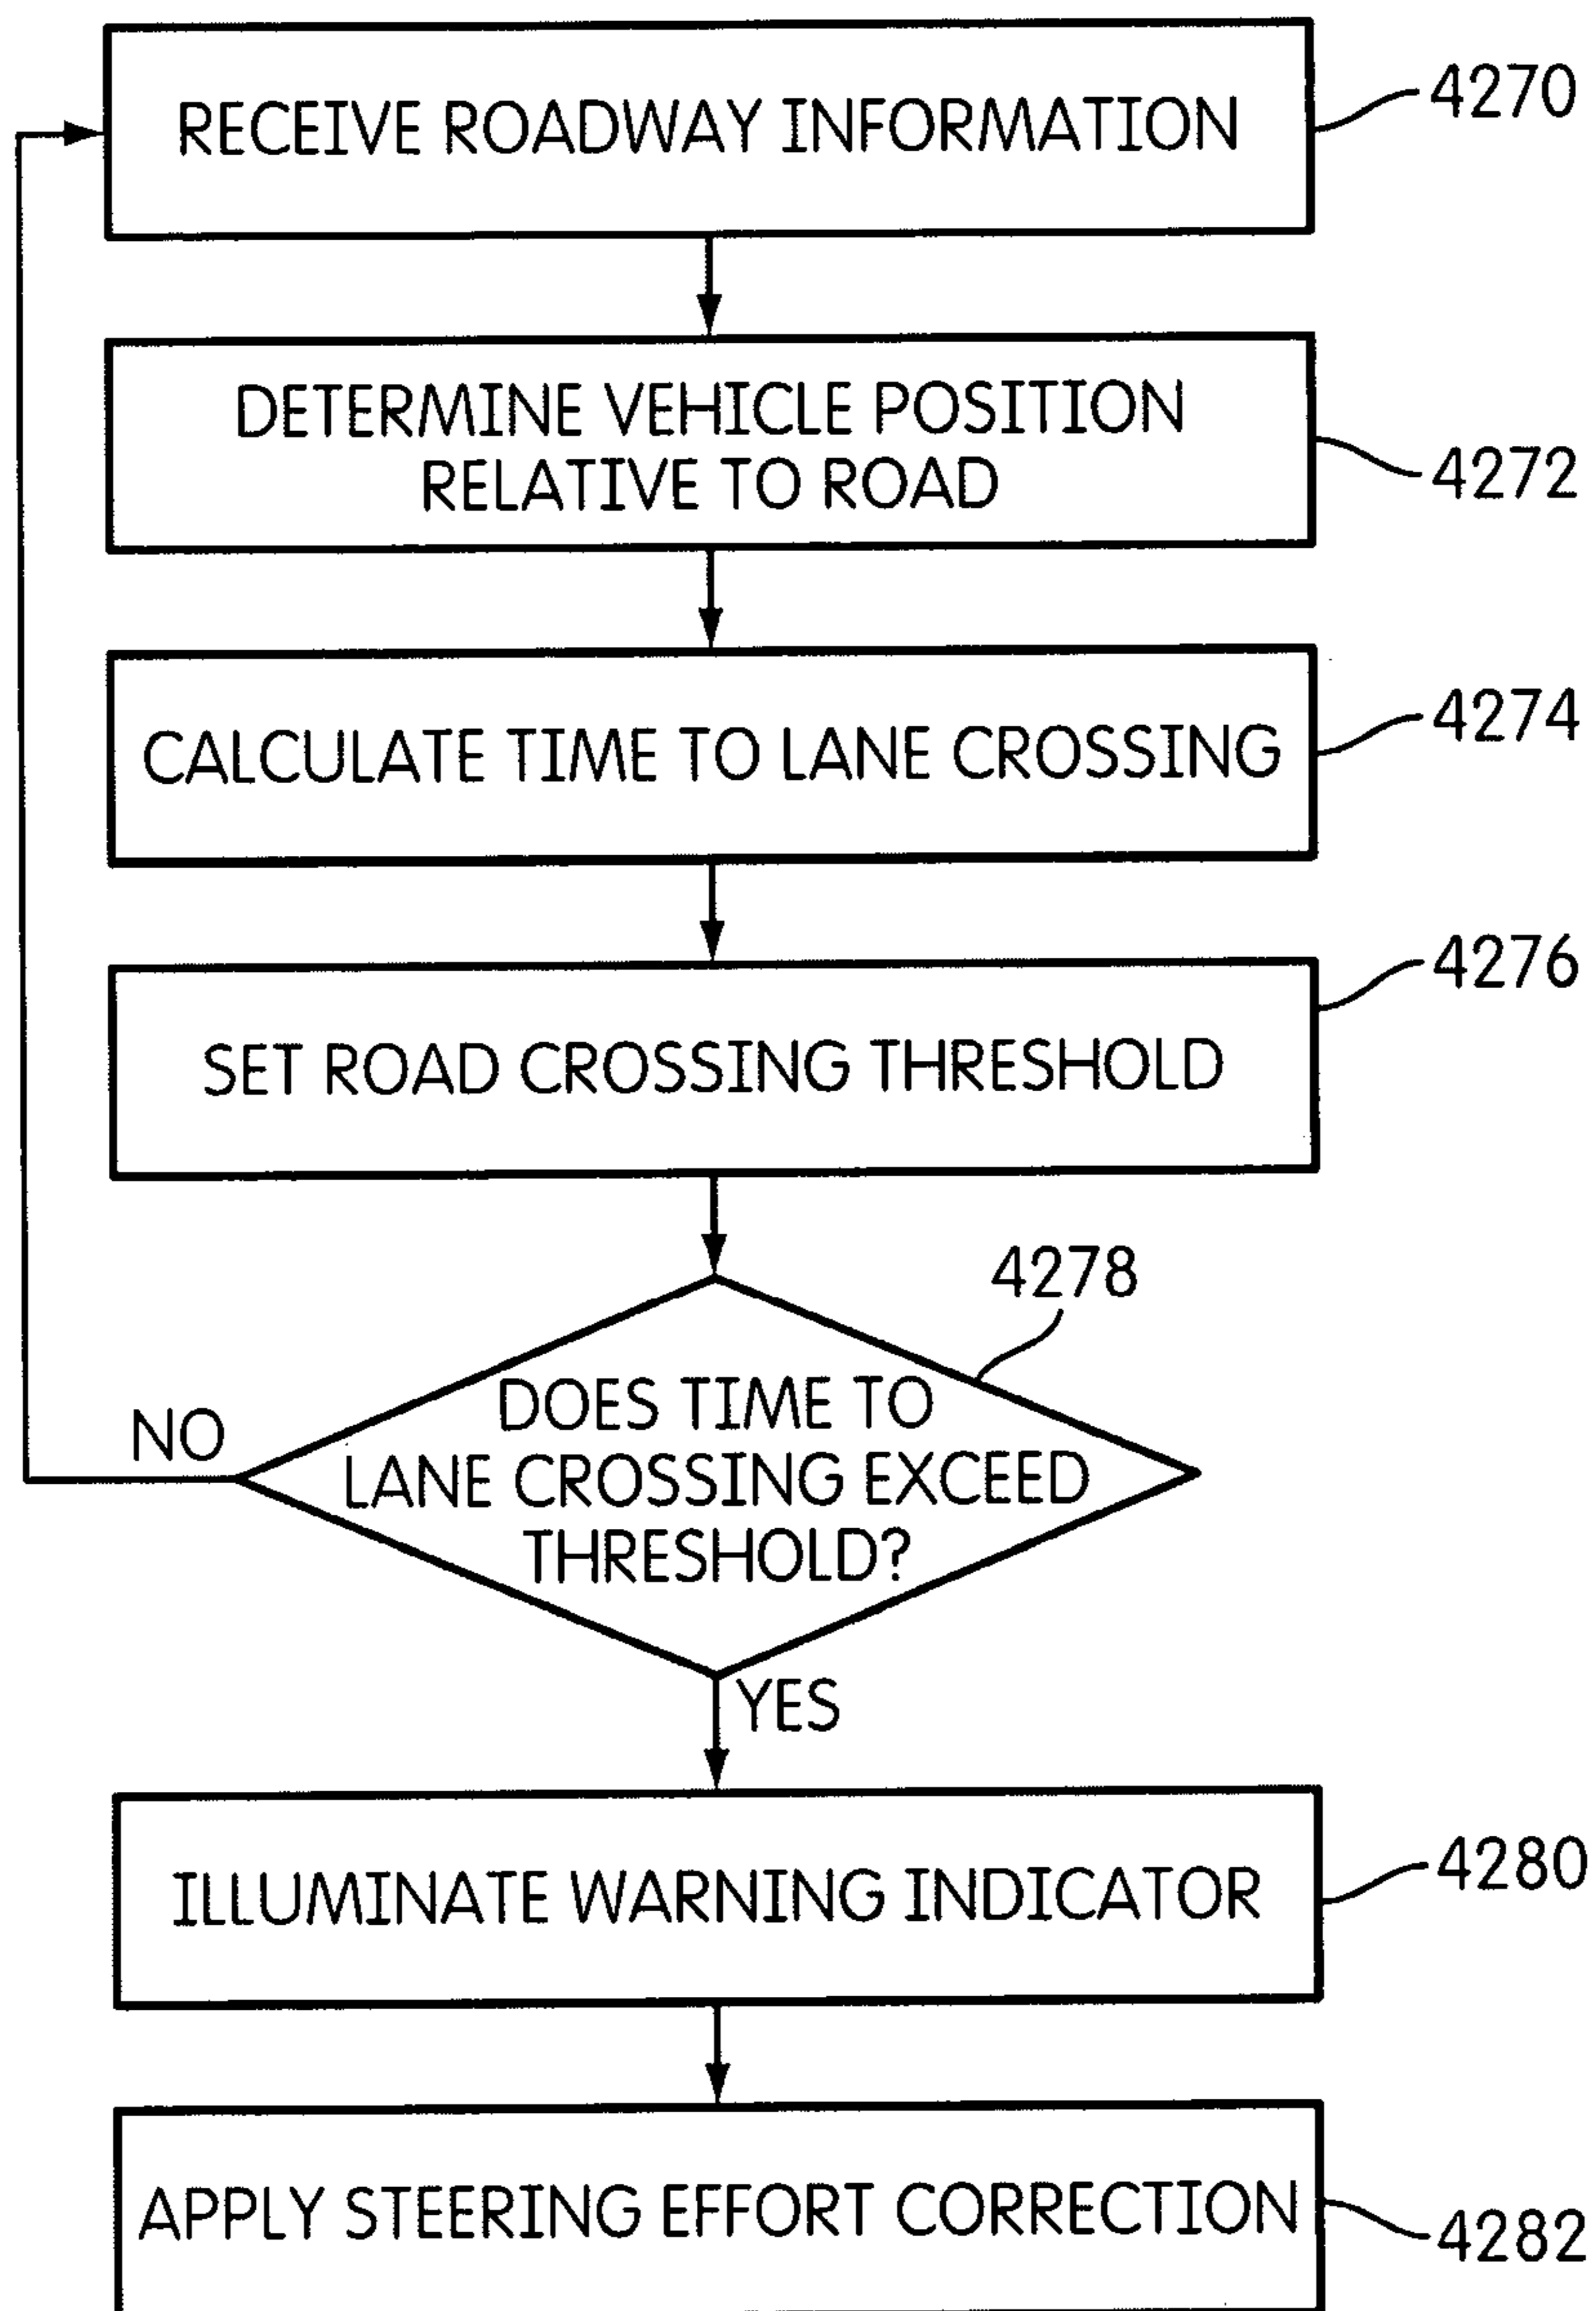 RECEIVE ROADWAY INFORMATION
4270
DETERMINE VEHICLE POSITION
RELATIVE TO ROAD
4272
CALCULATE TIME TO LANE CROSSING
4274
SET ROAD CROSSING THRESHOLD
4276
4278
DOES TIME TO
LANE CROSSING EXCEED
THRESHOLD?
NO
YES
ILLUMINATE WARNING INDICATOR
4280
APPLY STEERING EFFORT CORRECTION
4282